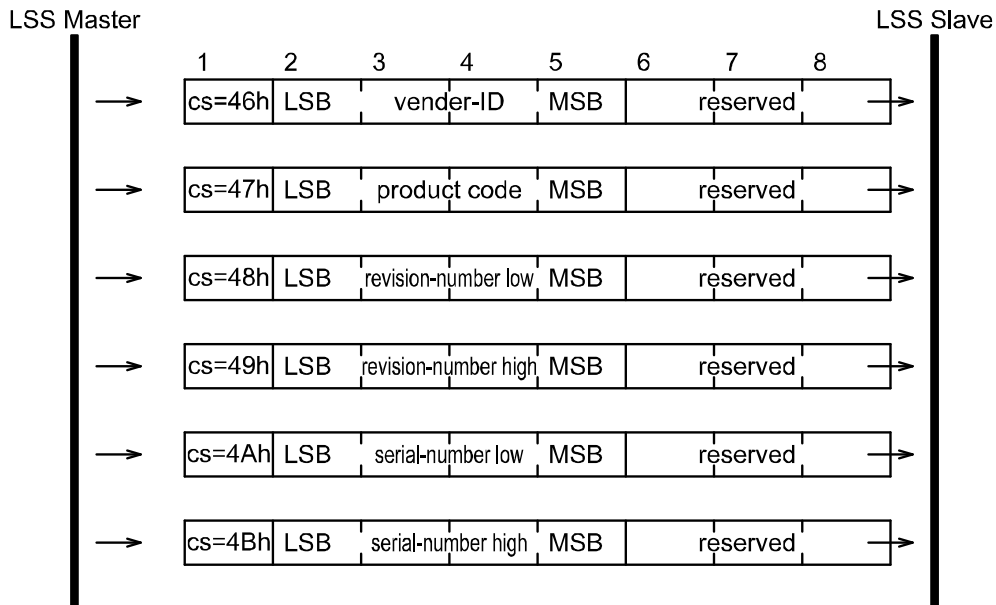 LSS Master LSS Slave
1 2 3 4 5 6 7 8
cs=46h LSB vender-ID MSB reserved
cs=47h LSB product code MSB reserved
cs=48h LSB revision-number low MSB reserved
cs=49h LSB revision-number high MSB reserved
cs=4Ah LSB serial-number low MSB reserved
cs=4Bh LSB serial-number high MSB reserved